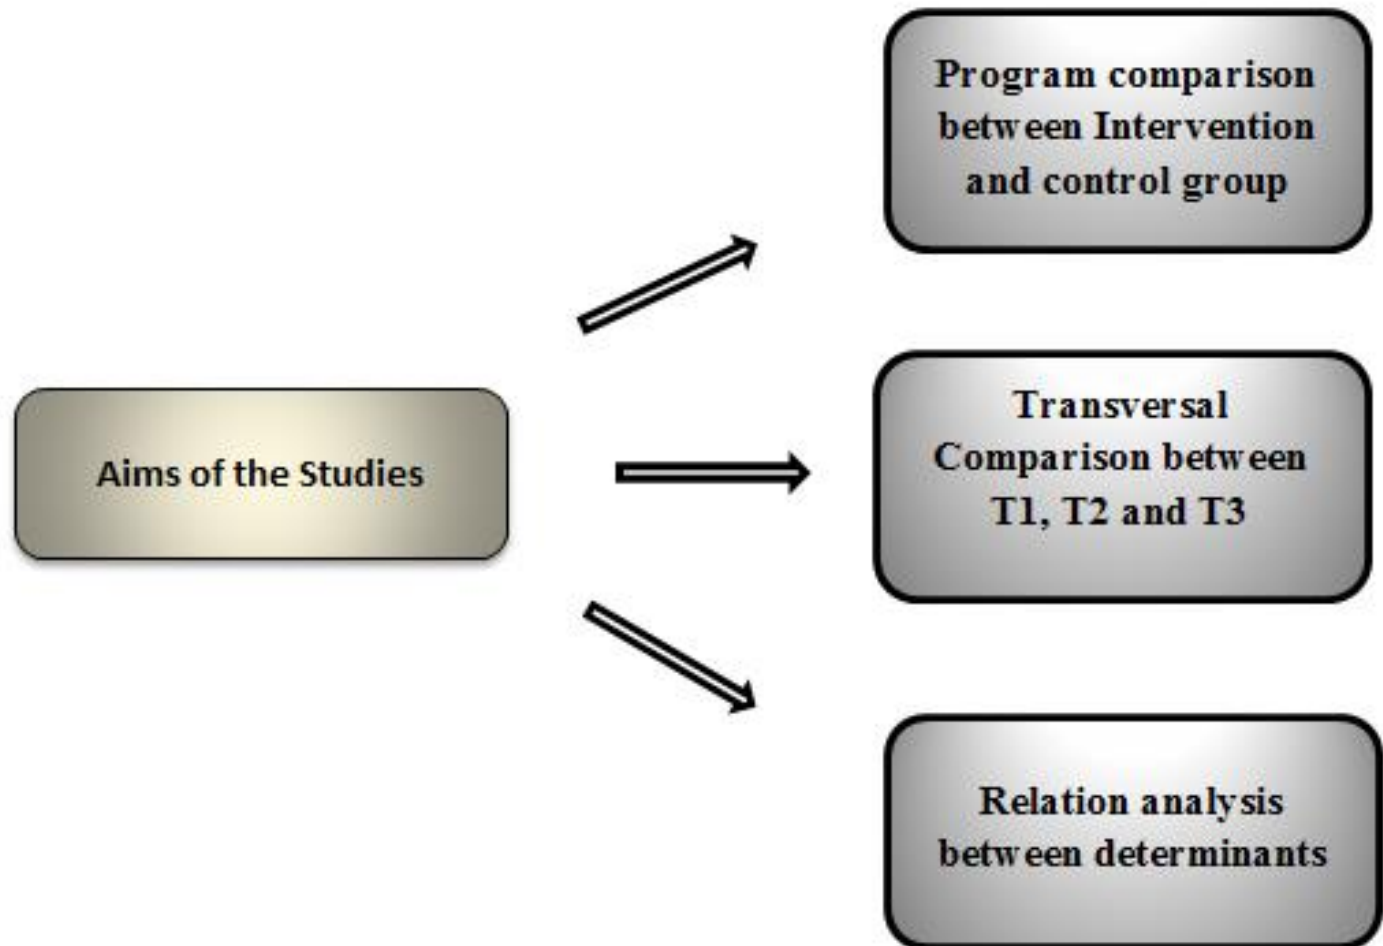 Program comparison
between Intervention
and control group
Aims of the Studies
Transversal
Comparison between
T1, T2 and T3
Relation analysis
between determinants